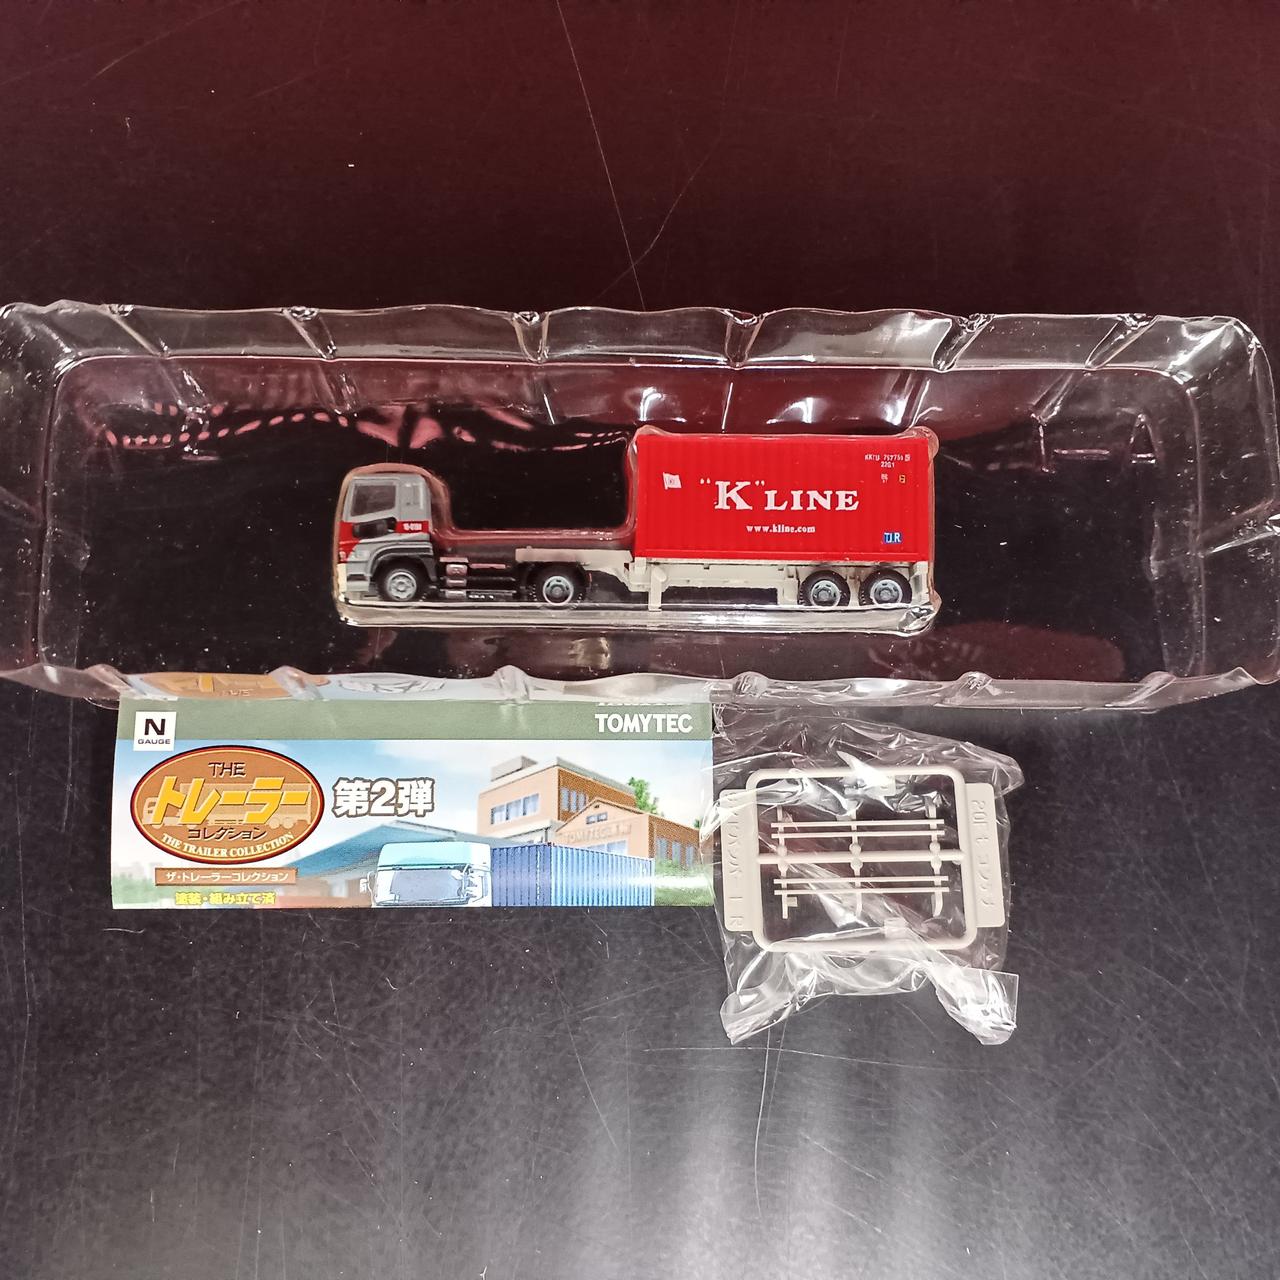 "K" LINE
www.kline.com
22G1
TOMYTEC
N
GAUGE
THE
トレーラー
コレクション
THE TRAILER COLLECTION
第2弾
ザ・トレーラーコレクション
塗装・組み立て済